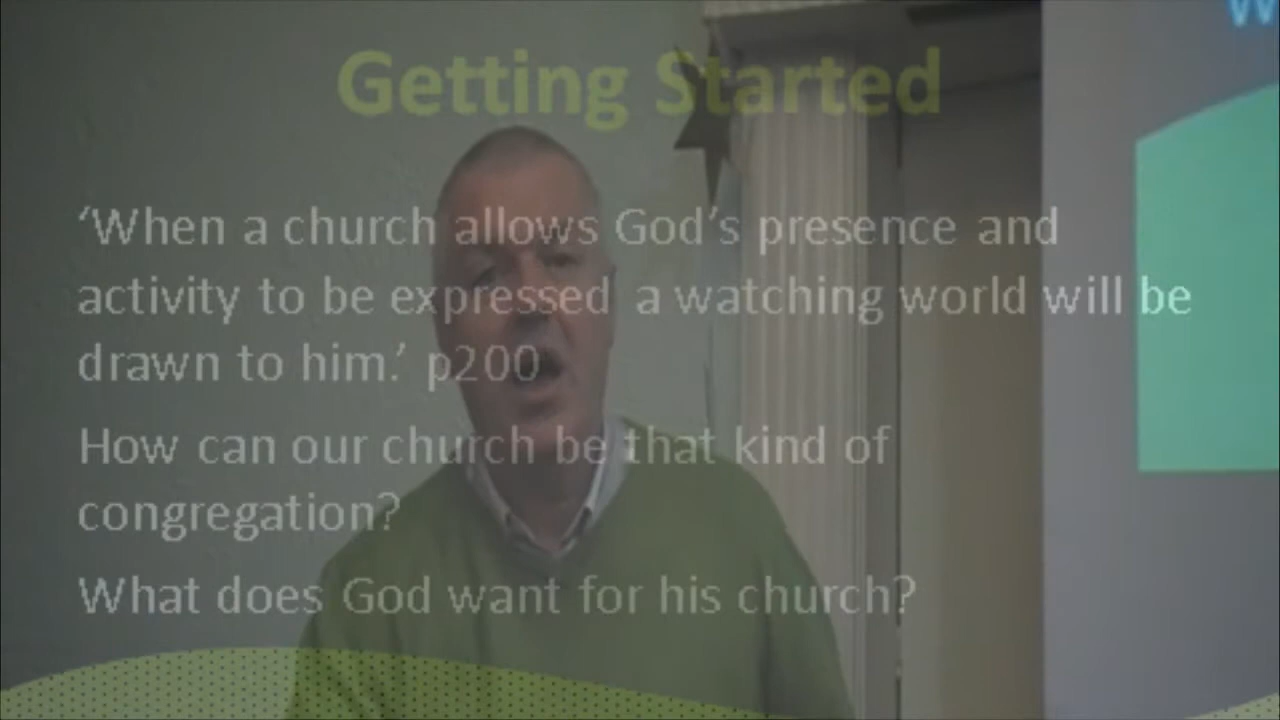 Getting Started
‘When a church allows God’s presence and
activity to be expressed a watching world will be
drawn to him.’ p200
How can our church be that kind of
congregation?
What does God want for his church?